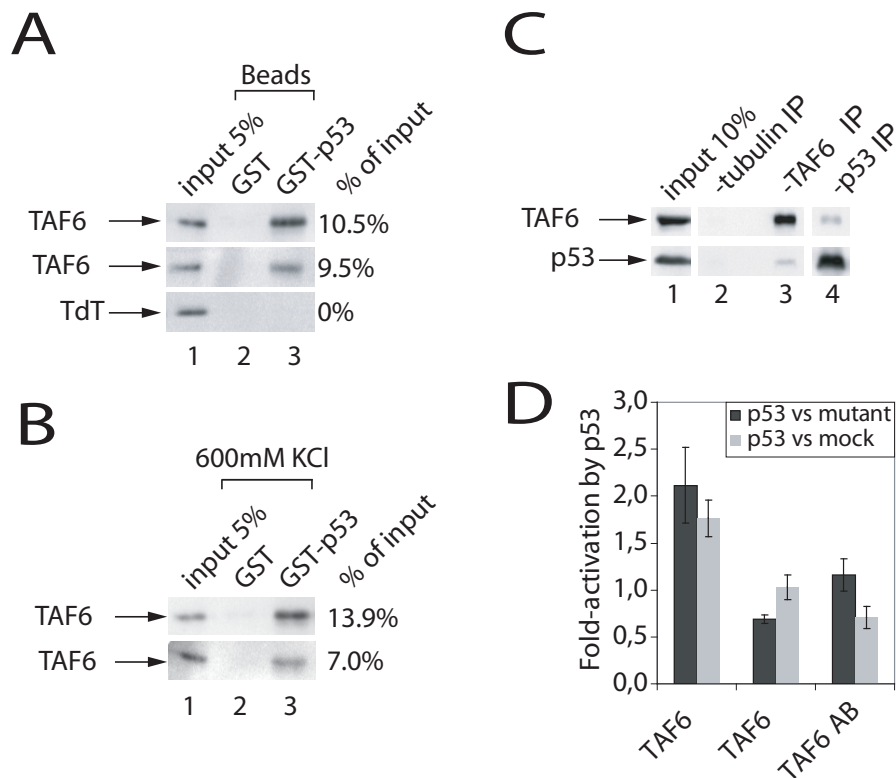 A
Beads
input 5% GST GST-p53 % of input
TAF6 10.5%
TAF6 9.5%
TdT 0%
1 2 3
B
600mM KCl
input 5% GST GST-p53 % of input
TAF6 13.9%
TAF6 7.0%
1 2 3
C
input 10% -tubulin IP -TAF6 IP -p53 IP
TAF6
p53
1 2 3 4
D
Fold-activation by p53
3,0
2,5
2,0
1,5
1,0
0,5
0,0
p53 vs mutant
p53 vs mock
TAF6 TAF6 TAF6 AB